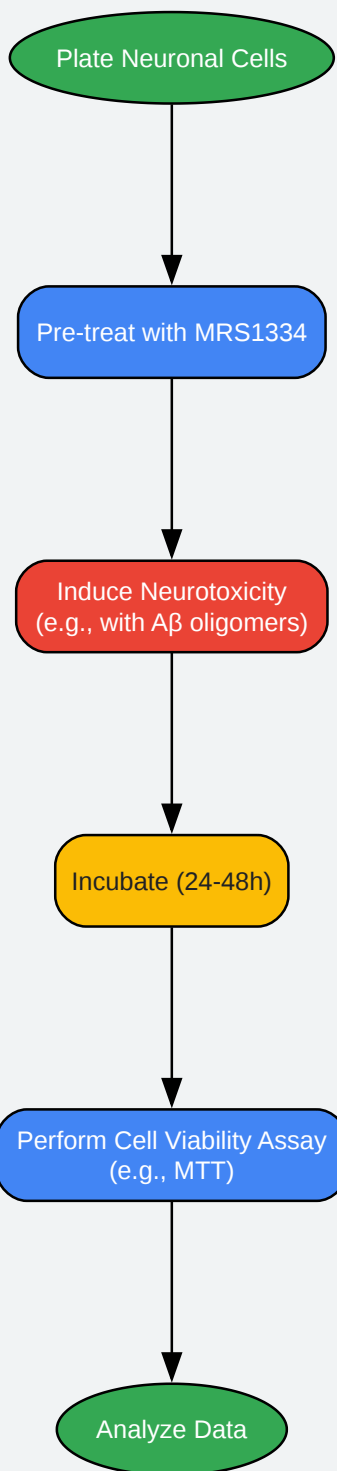 Plate Neuronal Cells
Pre-treat with MRS1334
Induce Neurotoxicity
(e.g., with Aβ oligomers)
Incubate (24-48h)
Perform Cell Viability Assay
(e.g., MTT)
Analyze Data